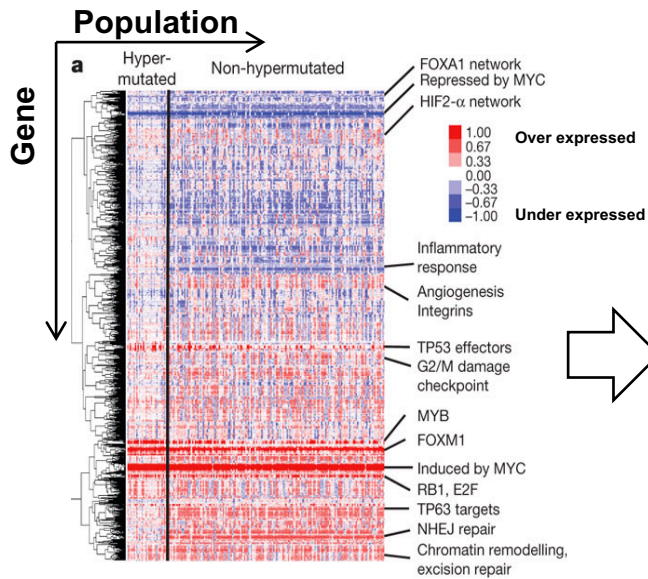 Population
Gene
a
Hyper-
mutated
Non-hypermutated
FOXA1 network
Repressed by MYC
HIF2-α network
1.00
0.67
0.33
0.00
−0.33
−0.67
−1.00
Over expressed
Under expressed
Inflammatory
response
Angiogenesis
Integrins
TP53 effectors
G2/M damage
checkpoint
MYB
FOXM1
Induced by MYC
RB1, E2F
TP63 targets
NHEJ repair
Chromatin remodelling,
excision repair